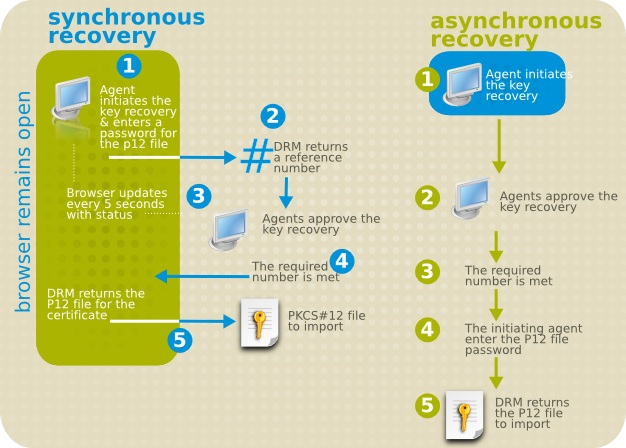 synchronous
recovery
browser remains open
1
Agent
initiates the
key recovery
& enters a
password for
the p12 file
2
#
DRM returns
a reference
number
Browser updates
every 5 seconds
with status
3
Agents approve the
key recovery
The required
number is met
4
DRM returns the
P12 file for the
certificate
5
PKCS#12 file
to import
asynchronous
recovery
1
Agent initiates
the key
recovery
2
Agents approve the
key recovery
3
The required
number is met
4
The initiating agent
enter the P12 file
password
5
DRM returns
the P12 file
to import